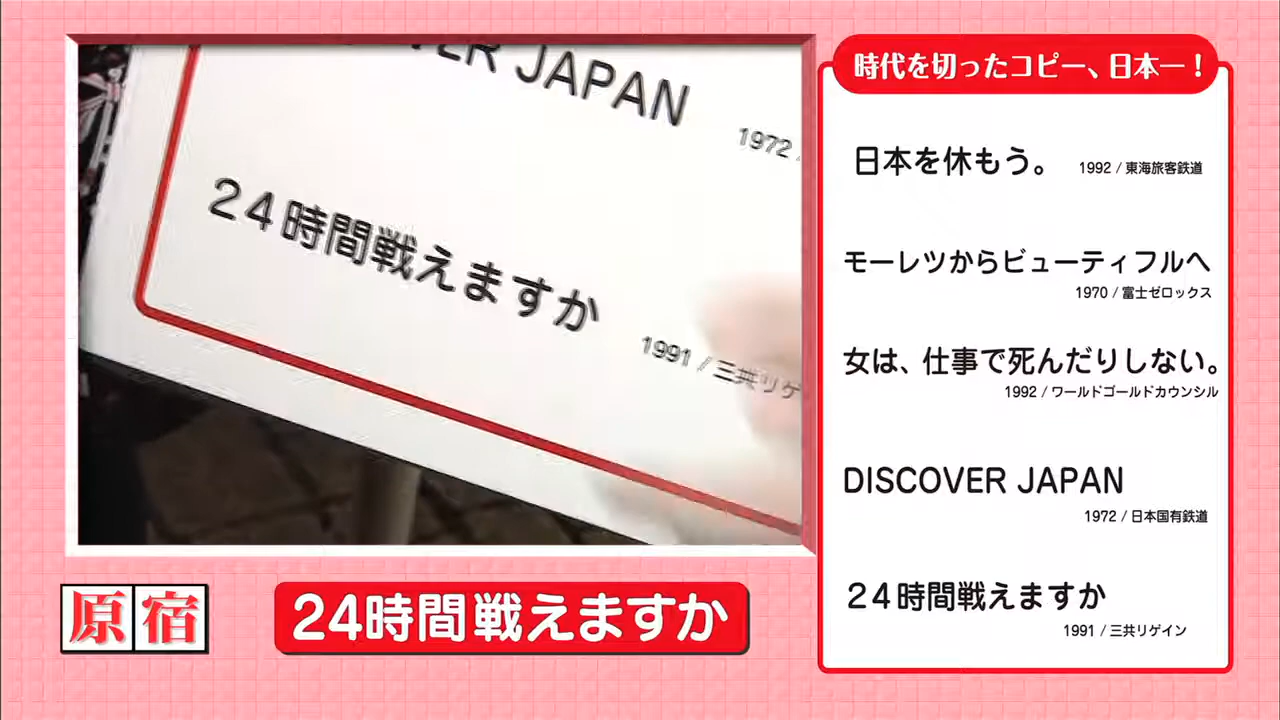 VER JAPAN
1972
24時間戦えますか
1991 / 三共リゲ
原宿
24時間戦えますか
時代を切ったコピー、日本一!
日本を休もう。
1992 / 東海旅客鉄道
モーレツからビューティフルへ
1970 / 富士ゼロックス
女は、仕事で死んだりしない。
1992 / ワールドゴールドカウンシル
DISCOVER JAPAN
1972 / 日本国有鉄道
24時間戦えますか
1991 / 三共リゲイン